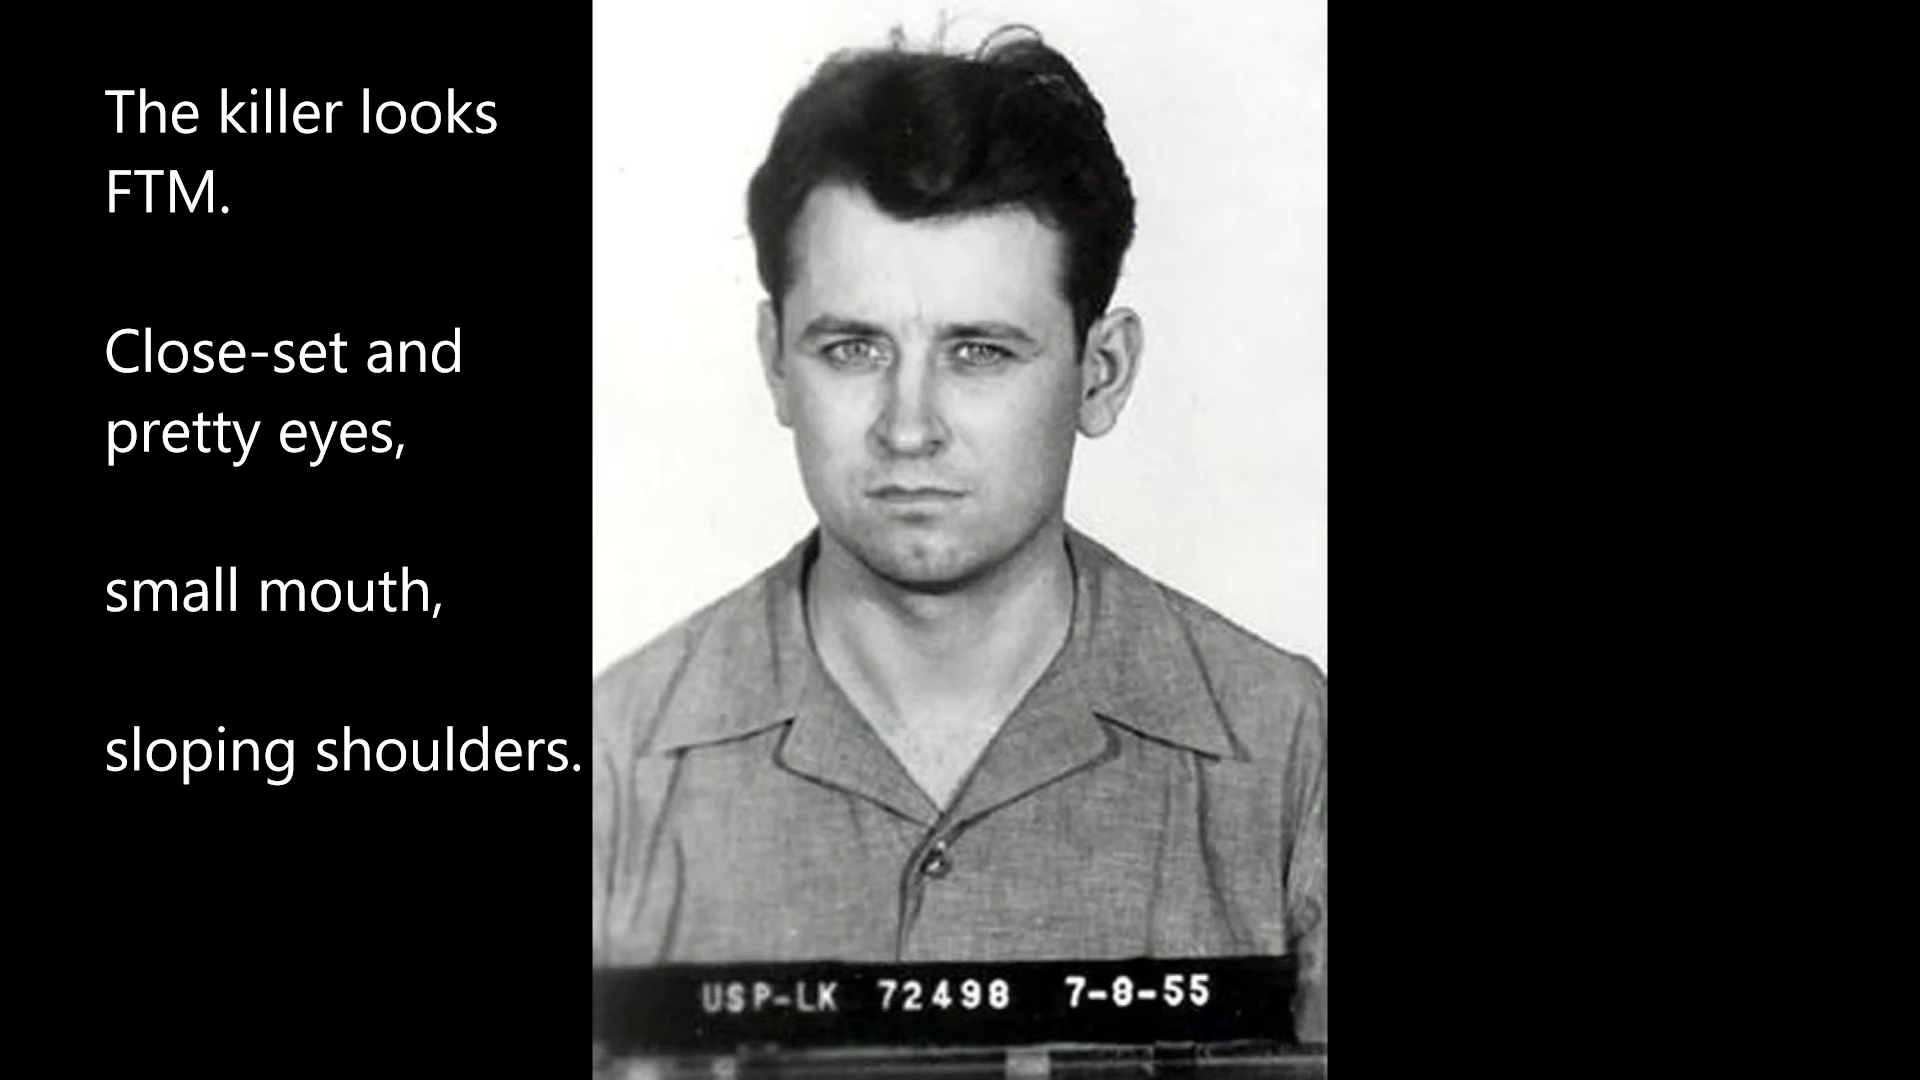 The killer looks
FTM.
Close-set and
pretty eyes,
small mouth,
sloping shoulders.
USP-LK 72498 7-8-55